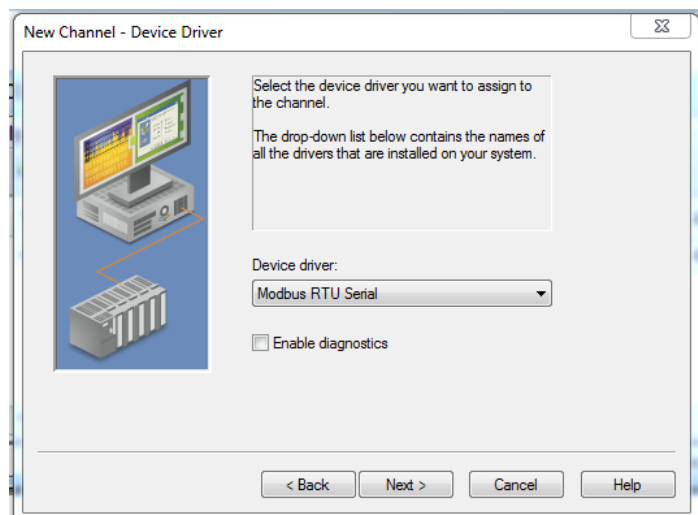 New Channel - Device Driver
Select the device driver you want to assign to
the channel.
The drop-down list below contains the names of
all the drivers that are installed on your system.
Device driver:
Modbus RTU Serial
Enable diagnostics
< Back
Next >
Cancel
Help